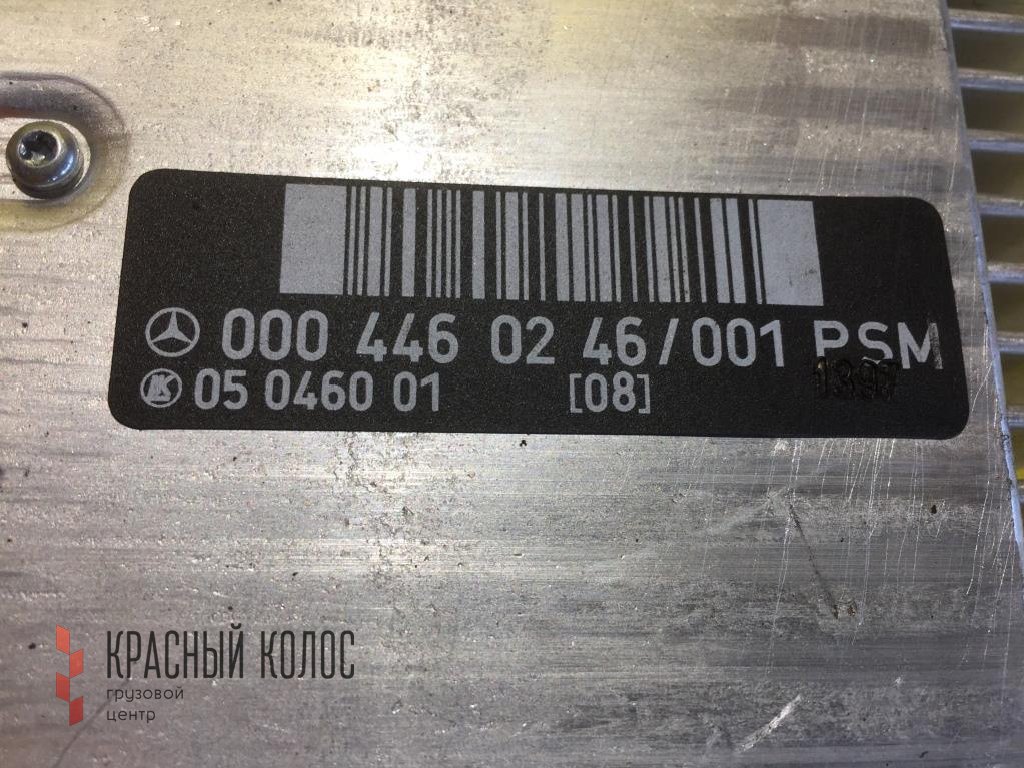 000 446 02 46/001 PSM
05 0460 01 [08]
КРАСНЫЙ КОЛОС
грузовой
центр